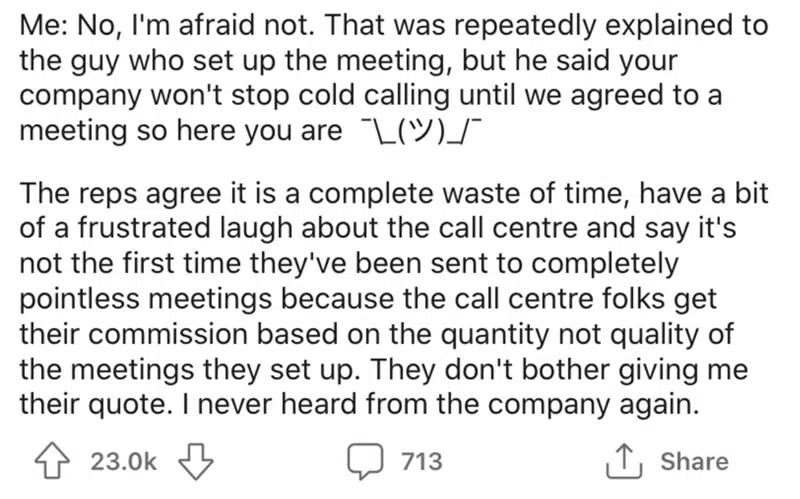 Me: No, I'm afraid not. That was repeatedly explained to
the guy who set up the meeting, but he said your
company won't stop cold calling until we agreed to a
meeting so here you are ¯\_(ツ)_/¯
The reps agree it is a complete waste of time, have a bit
of a frustrated laugh about the call centre and say it's
not the first time they've been sent to completely
pointless meetings because the call centre folks get
their commission based on the quantity not quality of
the meetings they set up. They don't bother giving me
their quote. I never heard from the company again.
23.0k 713 Share